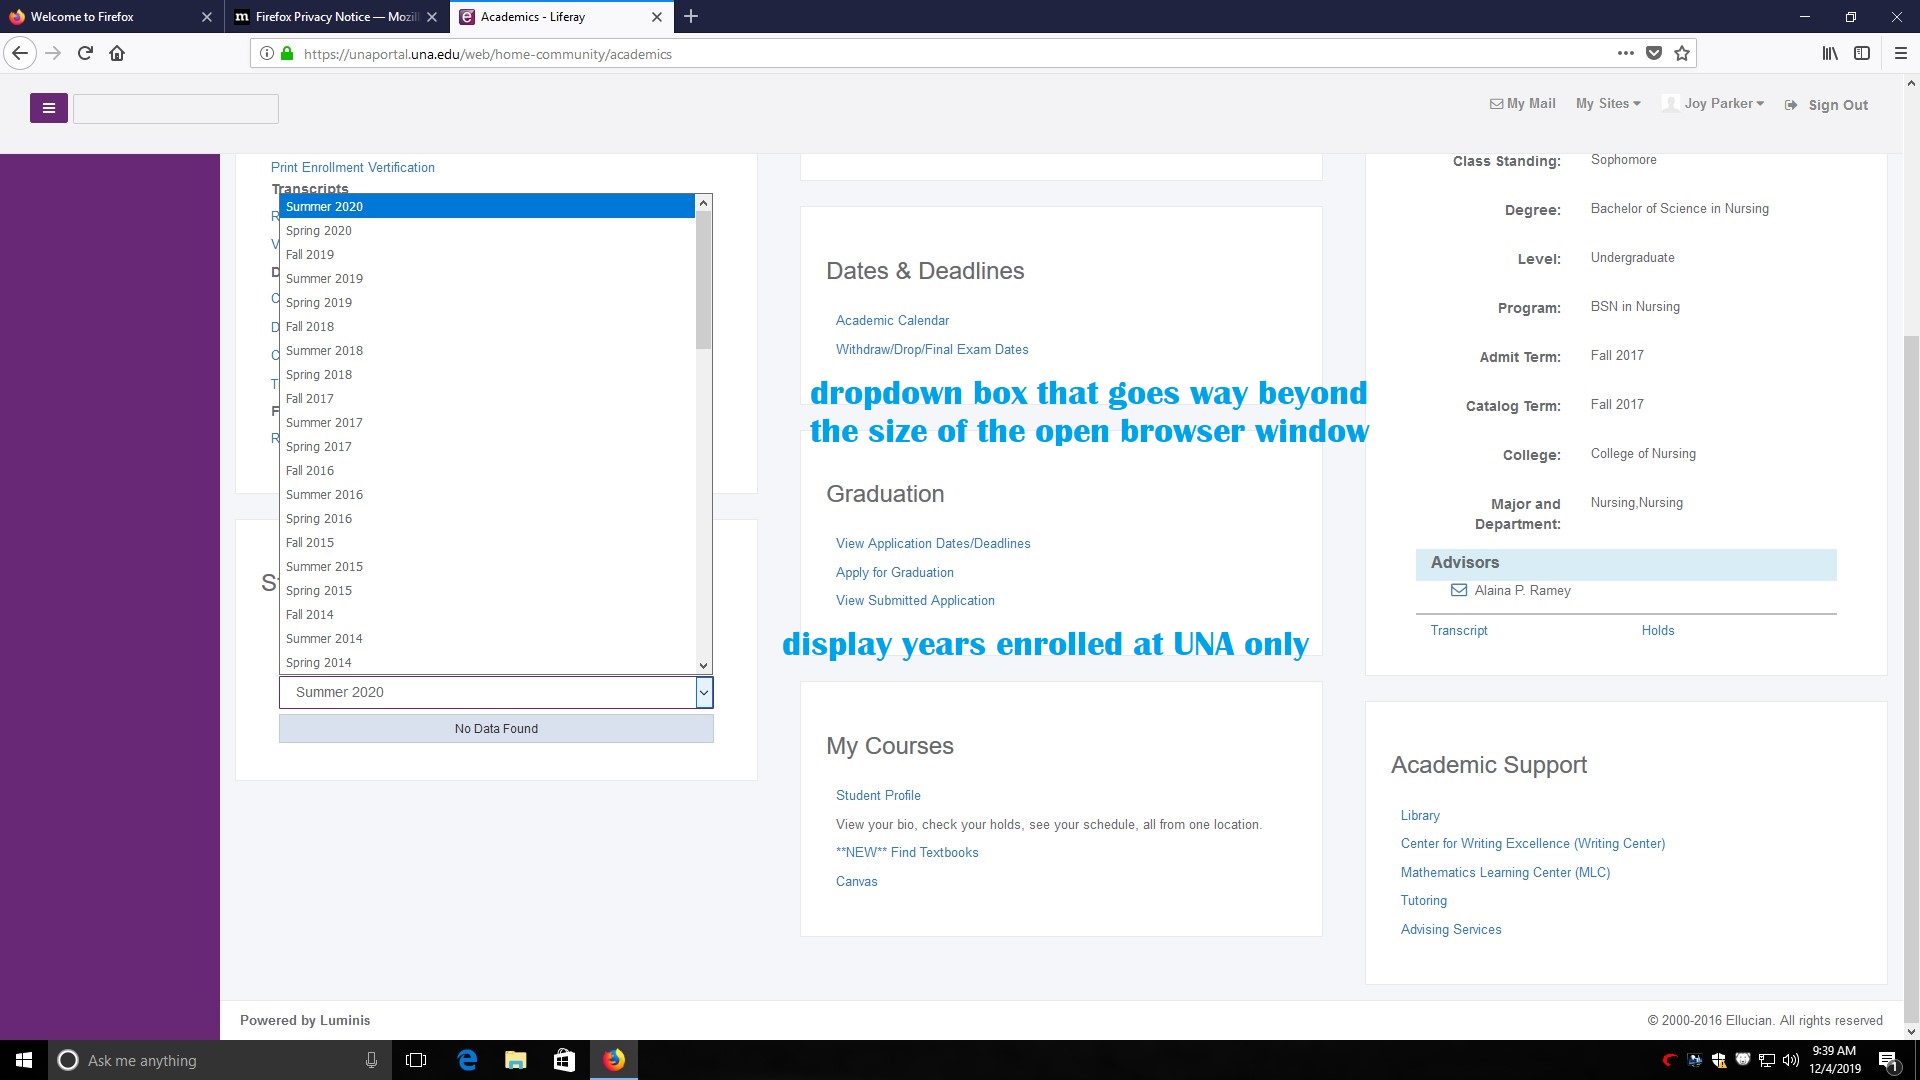 Welcome to Firefox
Firefox Privacy Notice — Mozil
Academics - Liferay
https://unaportal.una.edu/web/home-community/academics
My Mail
My Sites
Joy Parker
Sign Out
Print Enrollment Vertification
Transcripts
R
V
D
C
D
C
T
F
R
Summer 2020
Spring 2020
Fall 2019
Summer 2019
Spring 2019
Fall 2018
Summer 2018
Spring 2018
Fall 2017
Summer 2017
Spring 2017
Fall 2016
Summer 2016
Spring 2016
Fall 2015
Summer 2015
Spring 2015
Fall 2014
Summer 2014
Spring 2014
Summer 2020
No Data Found
Dates & Deadlines
Academic Calendar
Withdraw/Drop/Final Exam Dates
dropdown box that goes way beyond
the size of the open browser window
Graduation
View Application Dates/Deadlines
Apply for Graduation
View Submitted Application
display years enrolled at UNA only
My Courses
Student Profile
View your bio, check your holds, see your schedule, all from one location.
**NEW** Find Textbooks
Canvas
Class Standing: Sophomore
Degree: Bachelor of Science in Nursing
Level: Undergraduate
Program: BSN in Nursing
Admit Term: Fall 2017
Catalog Term: Fall 2017
College: College of Nursing
Major and Nursing,Nursing
Department:
Advisors
Alaina P. Ramey
Transcript Holds
Academic Support
Library
Center for Writing Excellence (Writing Center)
Mathematics Learning Center (MLC)
Tutoring
Advising Services
Powered by Luminis
© 2000-2016 Ellucian. All rights reserved
Ask me anything
9:39 AM
12/4/2019
1